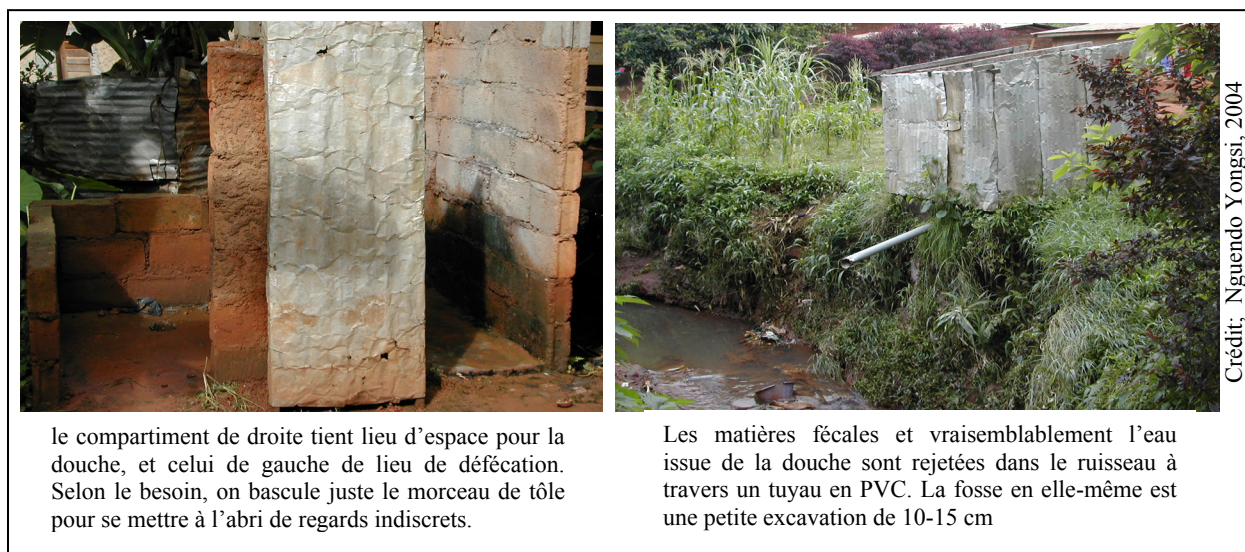 le compartiment de droite tient lieu d'espace pour la
douche, et celui de gauche de lieu de défécation.
Selon le besoin, on bascule juste le morceau de tôle
pour se mettre à l'abri de regards indiscrets.
Les matières fécales et vraisemblablement l'eau
issue de la douche sont rejetées dans le ruisseau à
travers un tuyau en PVC. La fosse en elle-même est
une petite excavation de 10-15 cm
Crédit; Nguendo Yongsi, 2004